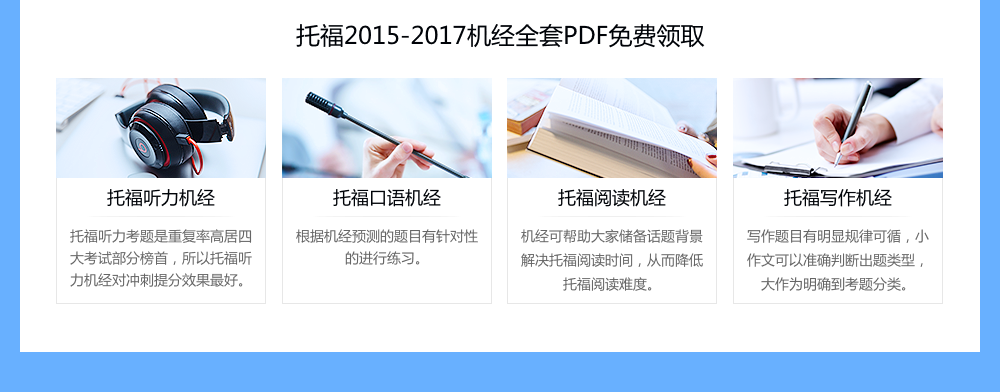 托福2015-2017机经全套PDF免费领取
托福听力机经
托福听力考题是重复率高居四
大考试部分榜首，所以托福听
力机经对冲刺提分效果最好。
托福口语机经
根据机经预测的题目有针对性
的进行练习。
托福阅读机经
机经可帮助大家储备话题背景
解决托福阅读时间，从而降低
托福阅读难度。
托福写作机经
写作题目有明显规律可循，小
作文可以准确判断出题类型，
大作为明确到考题分类。